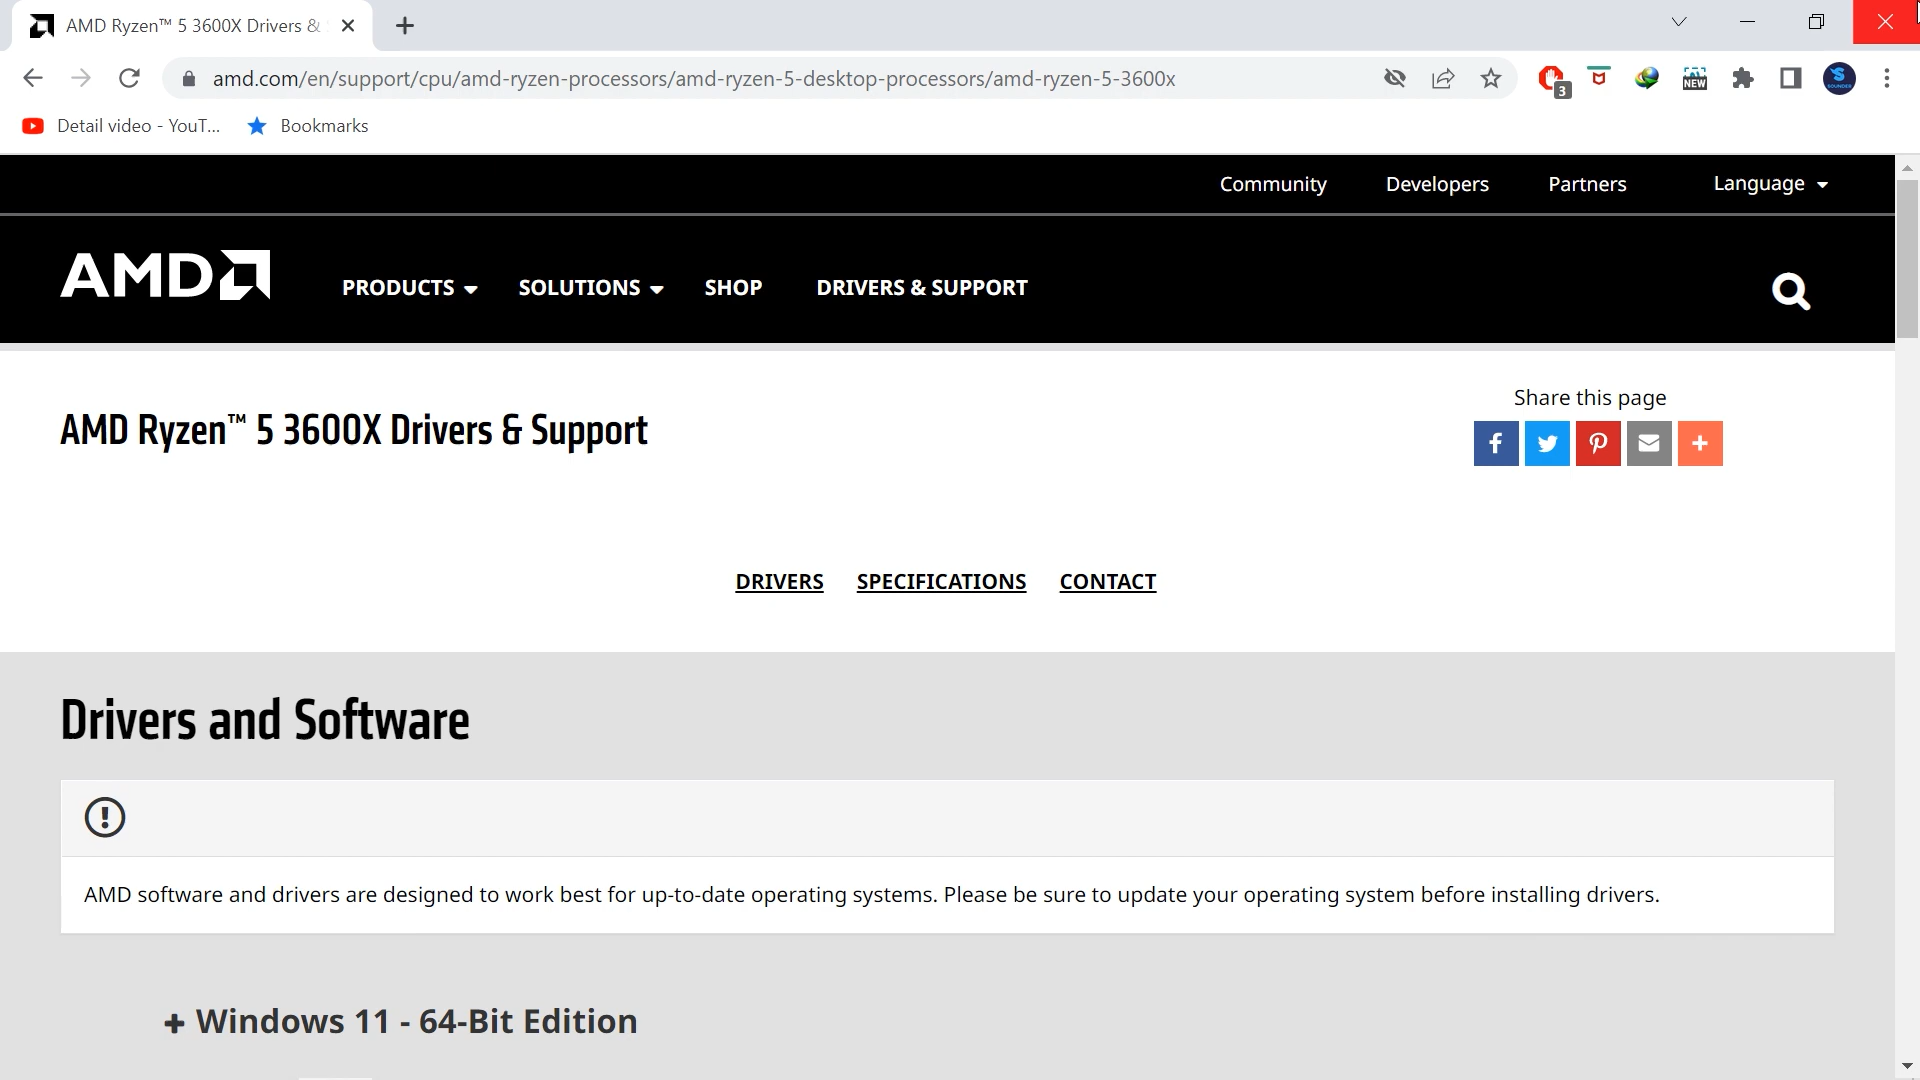 AMD Ryzen™ 5 3600X Drivers &
amd.com/en/support/cpu/amd-ryzen-processors/amd-ryzen-5-desktop-processors/amd-ryzen-5-3600x
3
NEW
S
SOUNDER
Detail video - YouT...
Bookmarks
Community
Developers
Partners
Language
AMD
PRODUCTS
SOLUTIONS
SHOP
DRIVERS & SUPPORT
AMD Ryzen™ 5 3600X Drivers & Support
Share this page
DRIVERS
SPECIFICATIONS
CONTACT
Drivers and Software
AMD software and drivers are designed to work best for up-to-date operating systems. Please be sure to update your operating system before installing drivers.
+ Windows 11 - 64-Bit Edition